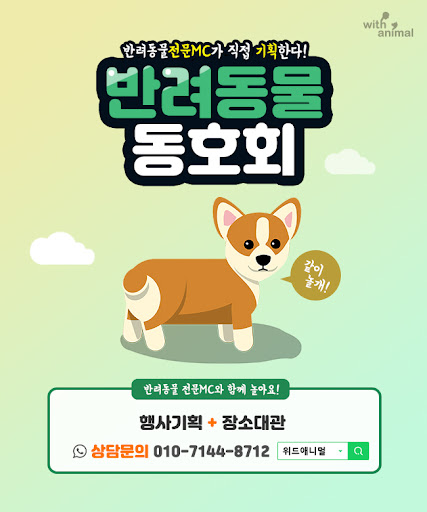 with
animal
반려동물전문MC가 직접 기획한다!
반려동물
동호회
같이
놀개!
반려동물 전문MC와 함께 놀아요!
행사기획 + 장소대관
상담문의 010-7144-8712 위드애니멀